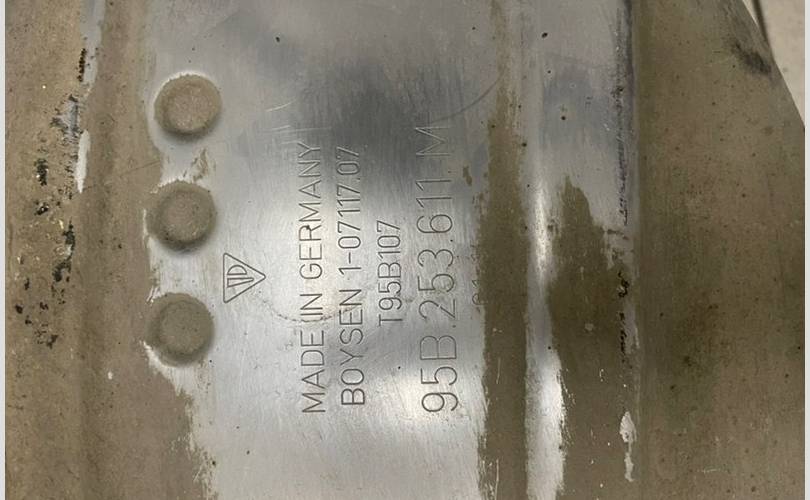 MADE IN GERMANY
BOYSEN 1-07117.07
T95B107
95B.253.611.M